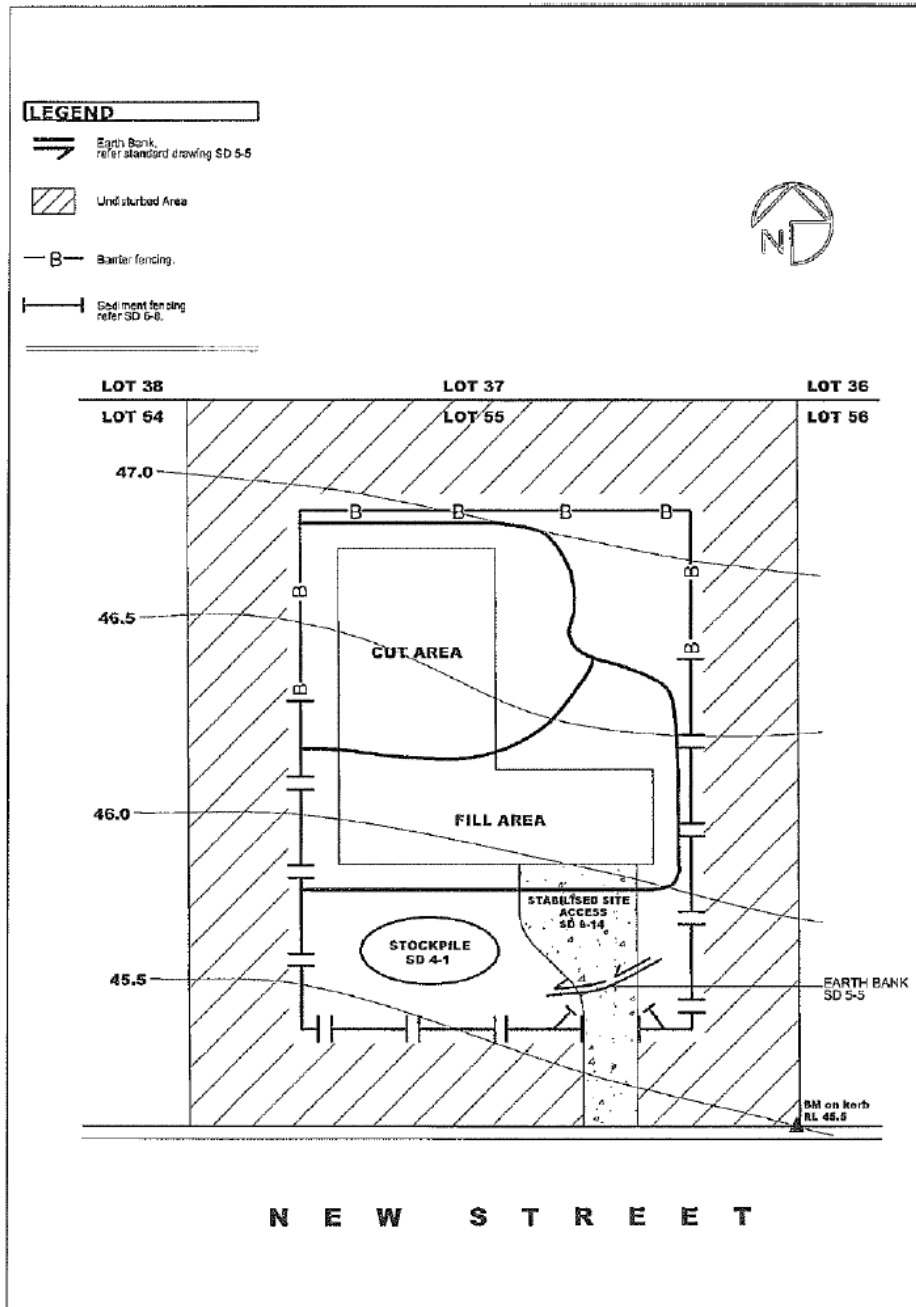 LEGEND
Earth Bank,
refer standard drawing SD 5-5
Undisturbed Area
B
Barrier fencing.
Sediment fencing
refer SD 6-8.
N
LOT 38
LOT 37
LOT 36
LOT 54
LOT 55
LOT 56
47.0
B
B
B
B
B
B
46.5
B
CUT AREA
B
46.0
FILL AREA
STABILISED SITE
ACCESS
SD 6-14
STOCKPILE
SD 4-1
45.5
EARTH BANK
SD 5-5
BM on kerb
RL 45.5
NEW STREET